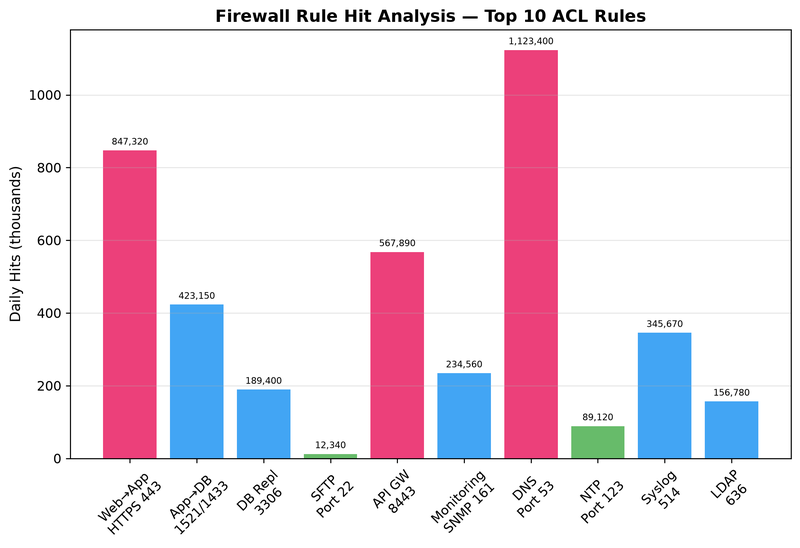 Firewall Rule Hit Analysis — Top 10 ACL Rules
Daily Hits (thousands)
1000
800
600
400
200
0
847,320
423,150
189,400
12,340
567,890
234,560
1,123,400
89,120
345,670
156,780
Web→App
HTTPS 443
App→DB
1521/1433
DB Repl
3306
SFTP
Port 22
API GW
8443
Monitoring
SNMP 161
DNS
Port 53
NTP
Port 123
Syslog
514
LDAP
636